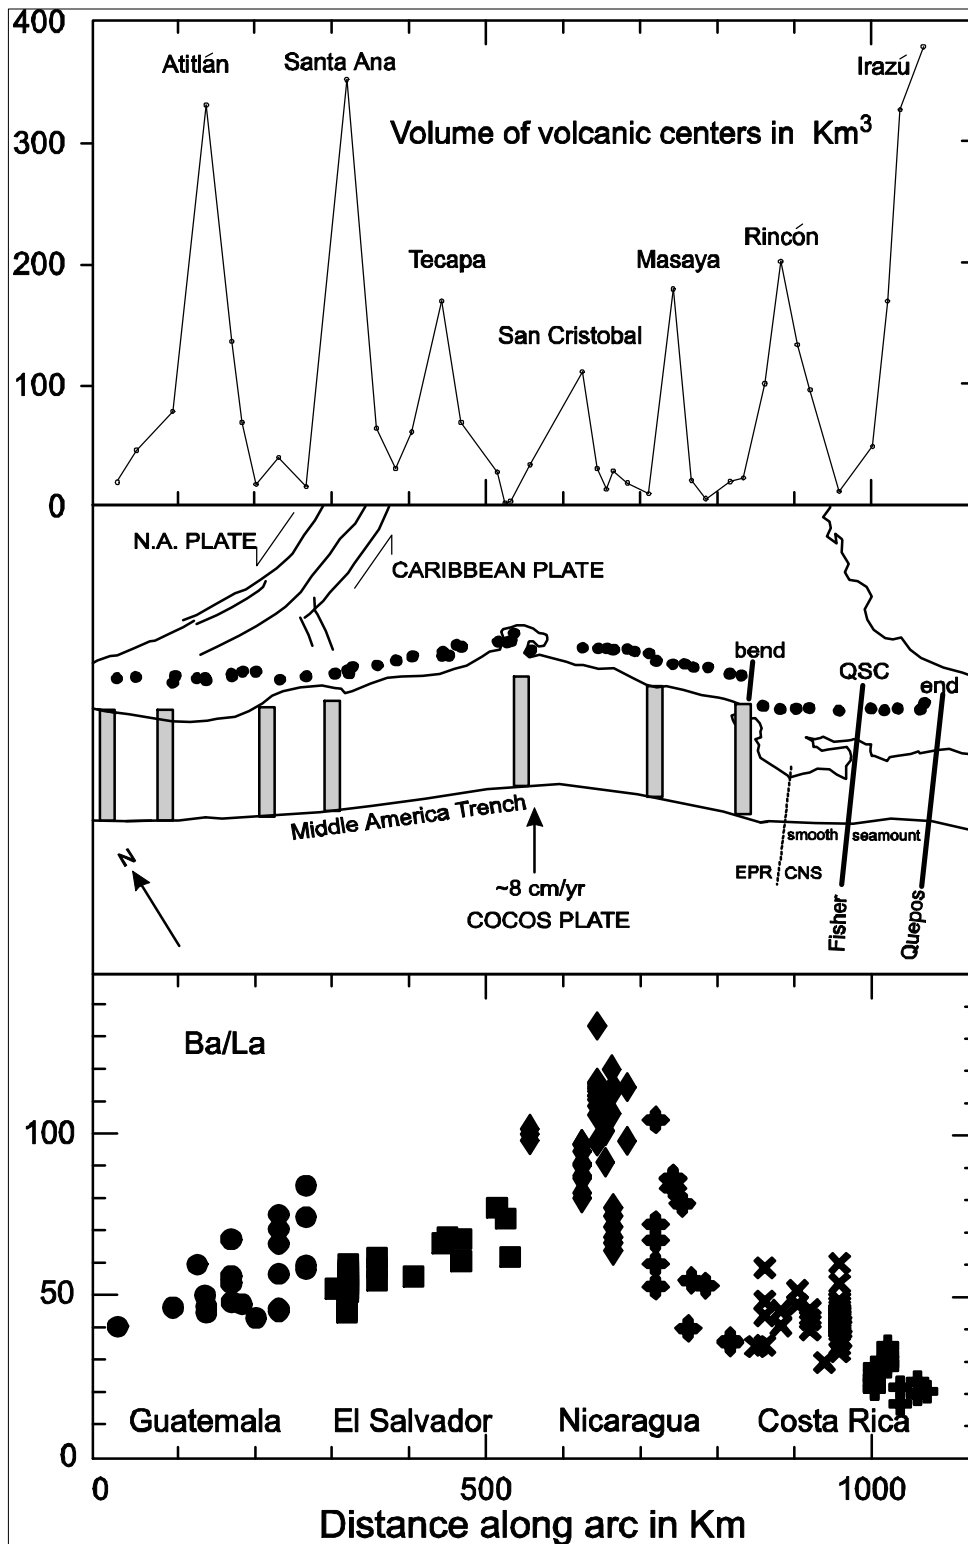 400
Atitlán
Santa Ana
Irazú
Volume of volcanic centers in Km³
300
200
Tecapa
Masaya
Rincón
San Cristobal
100
0
N.A. PLATE
CARIBBEAN PLATE
bend
QSC
end
Middle America Trench
smooth
seamount
EPR
CNS
N
~8 cm/yr
COCOS PLATE
Fisher
Quepos
Ba/La
100
50
Guatemala
El Salvador
Nicaragua
Costa Rica
0
0
500
1000
Distance along arc in Km